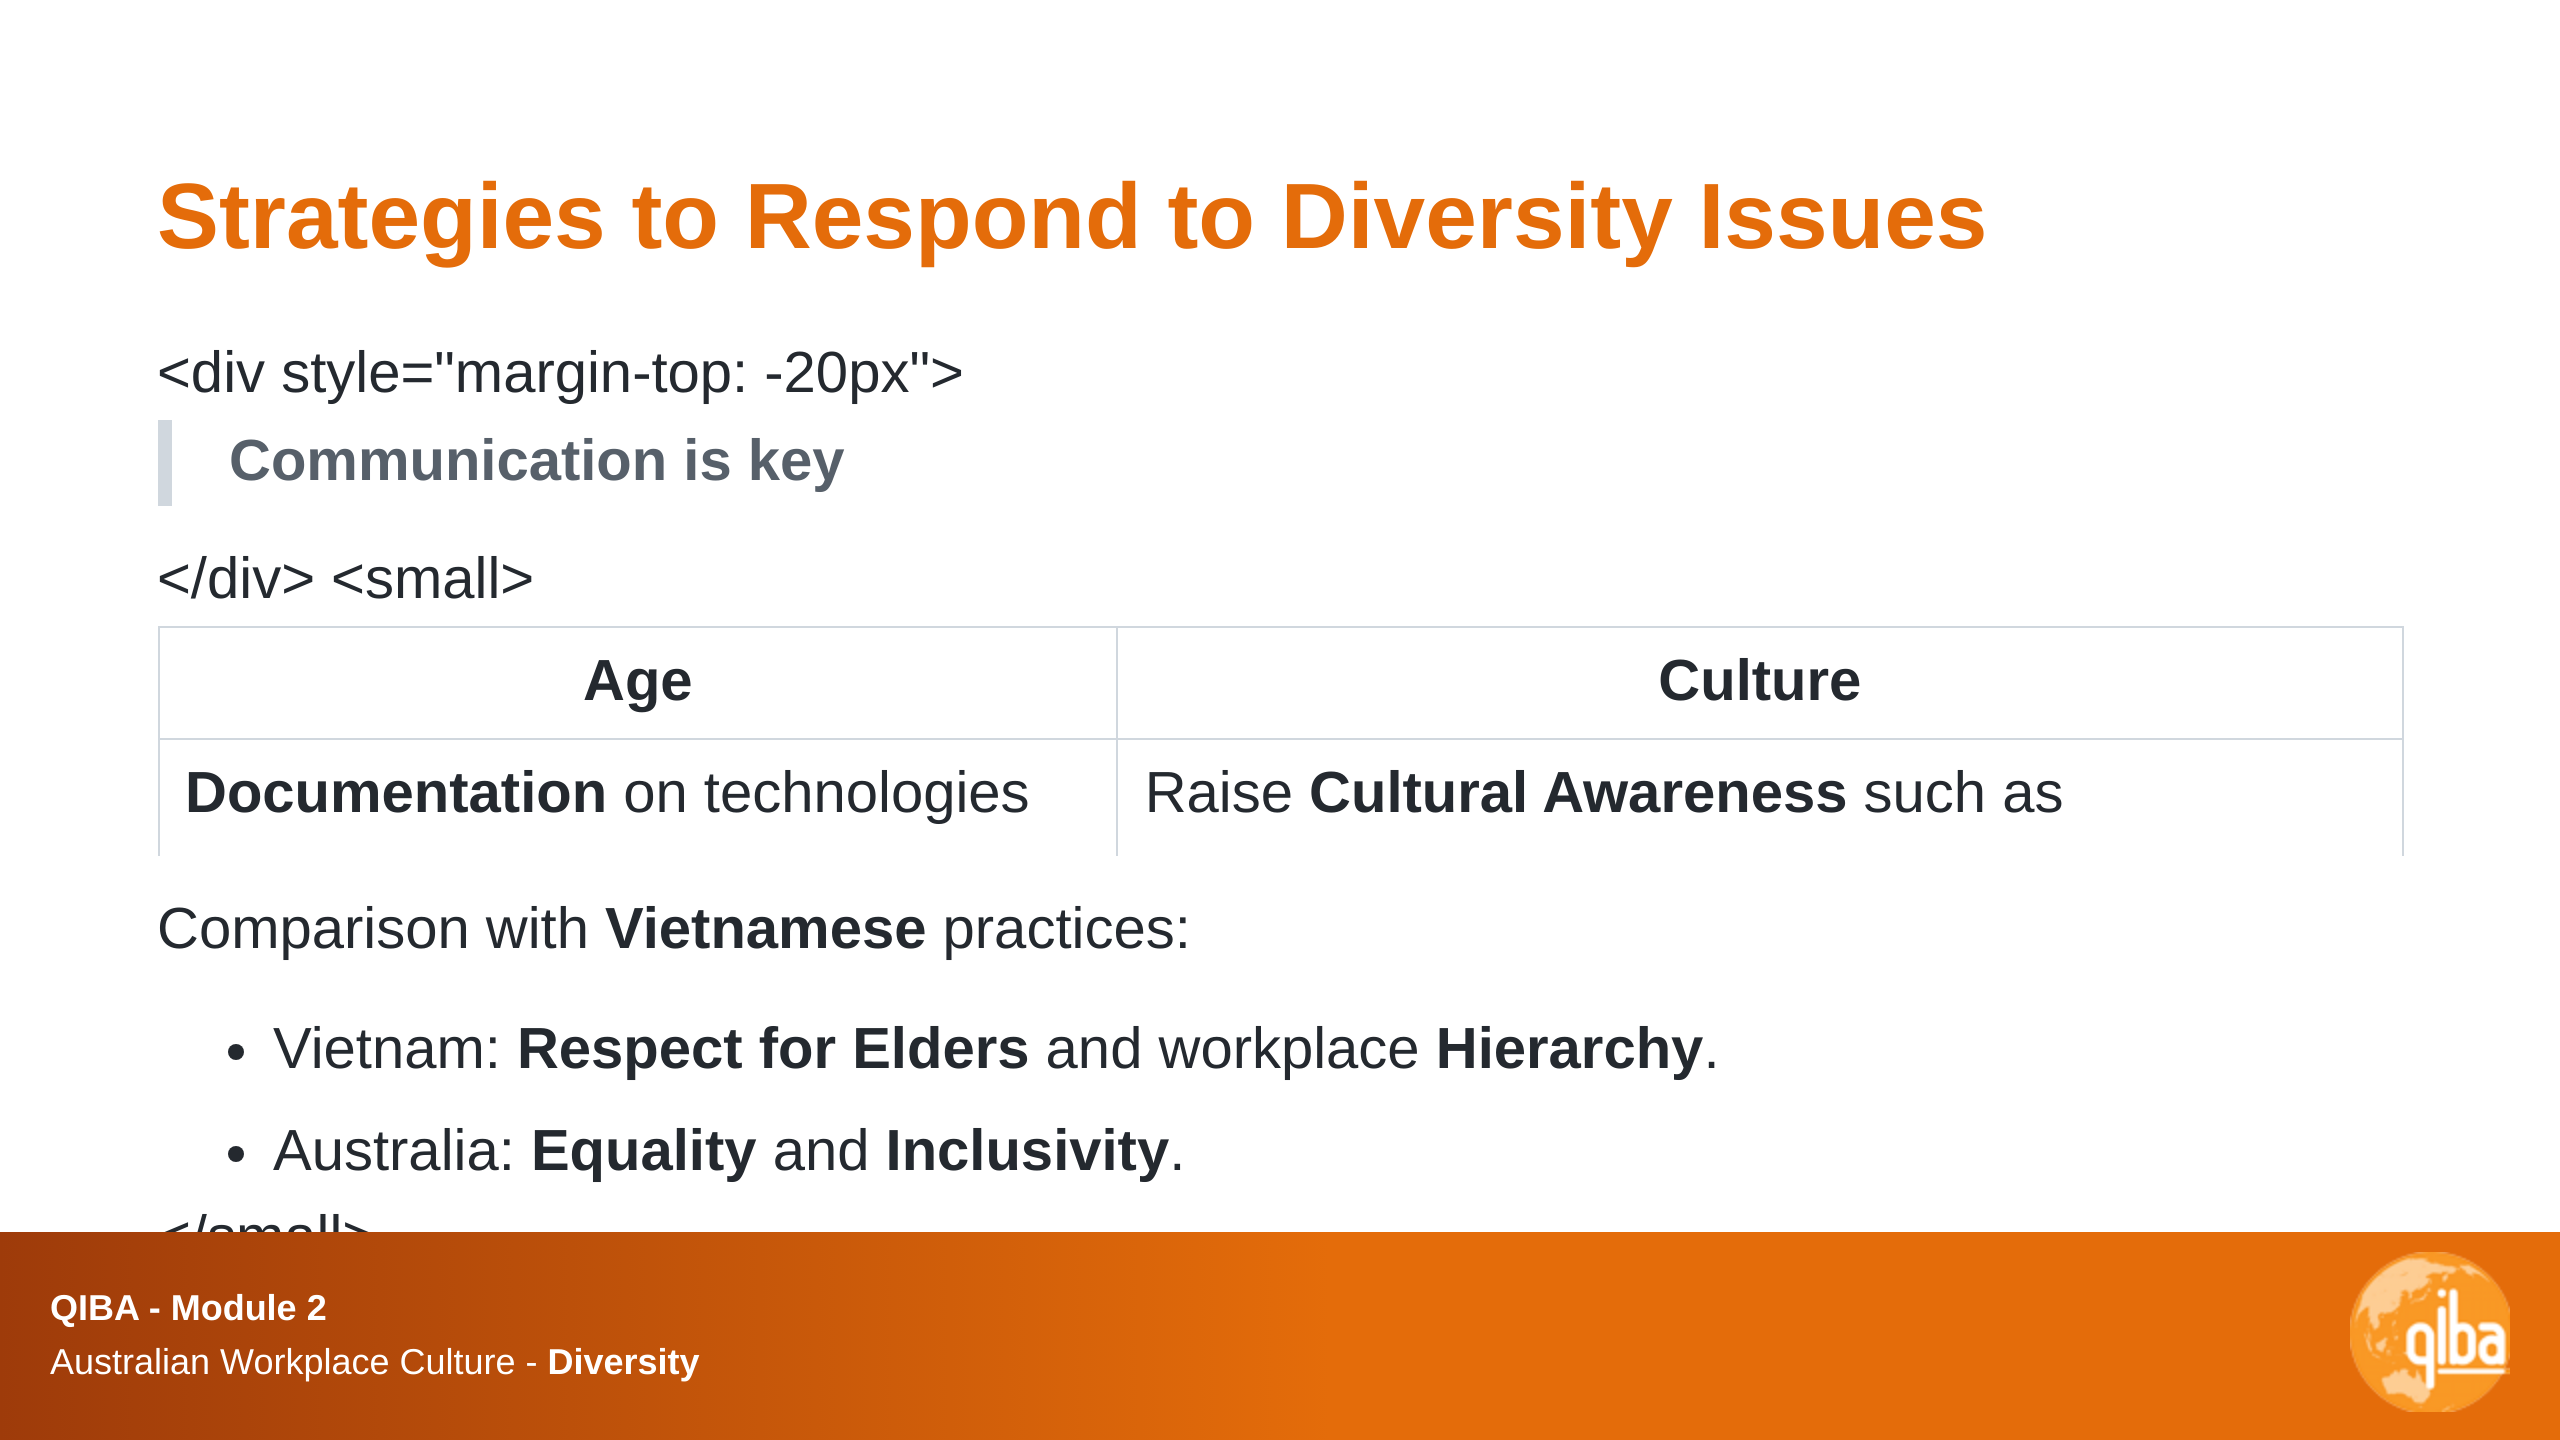 Strategies to Respond to Diversity Issues
<div style="margin-top: -20px">
Communication is key
</div> <small>
Age
Culture
Documentation on technologies
Raise Cultural Awareness such as
Comparison with Vietnamese practices:
• Vietnam: Respect for Elders and workplace Hierarchy.
• Australia: Equality and Inclusivity.
</small>
QIBA - Module 2
Australian Workplace Culture - Diversity
qiba